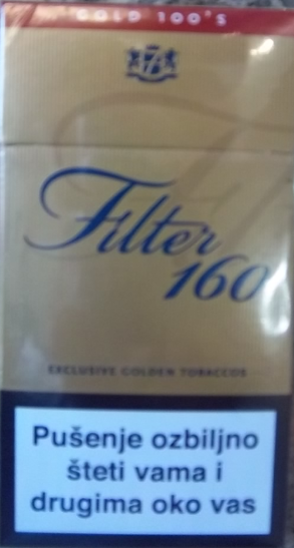 GOLD 100'S
Filter
160
EXCLUSIVE GOLDEN TOBACCOS
Pušenje ozbiljno
šteti vama i
drugima oko vas